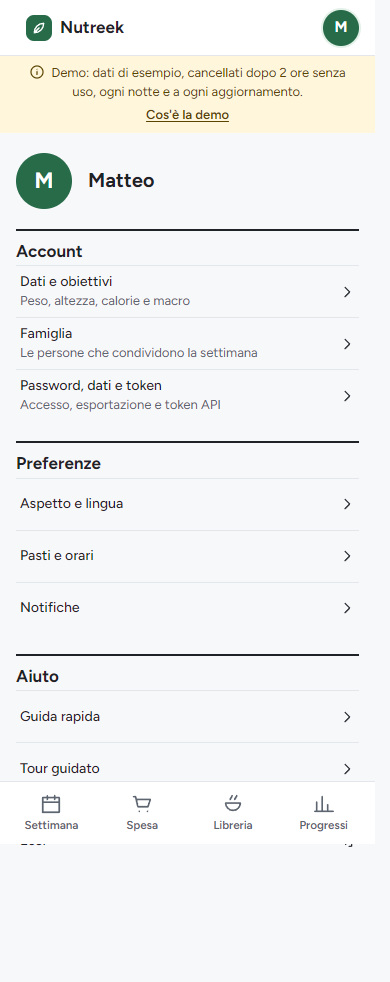 Nutreek
M
Demo: dati di esempio, cancellati dopo 2 ore senza
uso, ogni notte e a ogni aggiornamento.
Cos'è la demo
M
Matteo
Account
Dati e obiettivi
Peso, altezza, calorie e macro
Famiglia
Le persone che condividono la settimana
Password, dati e token
Accesso, esportazione e token API
Preferenze
Aspetto e lingua
Pasti e orari
Notifiche
Aiuto
Guida rapida
Tour guidato
Settimana
Spesa
Libreria
Progressi